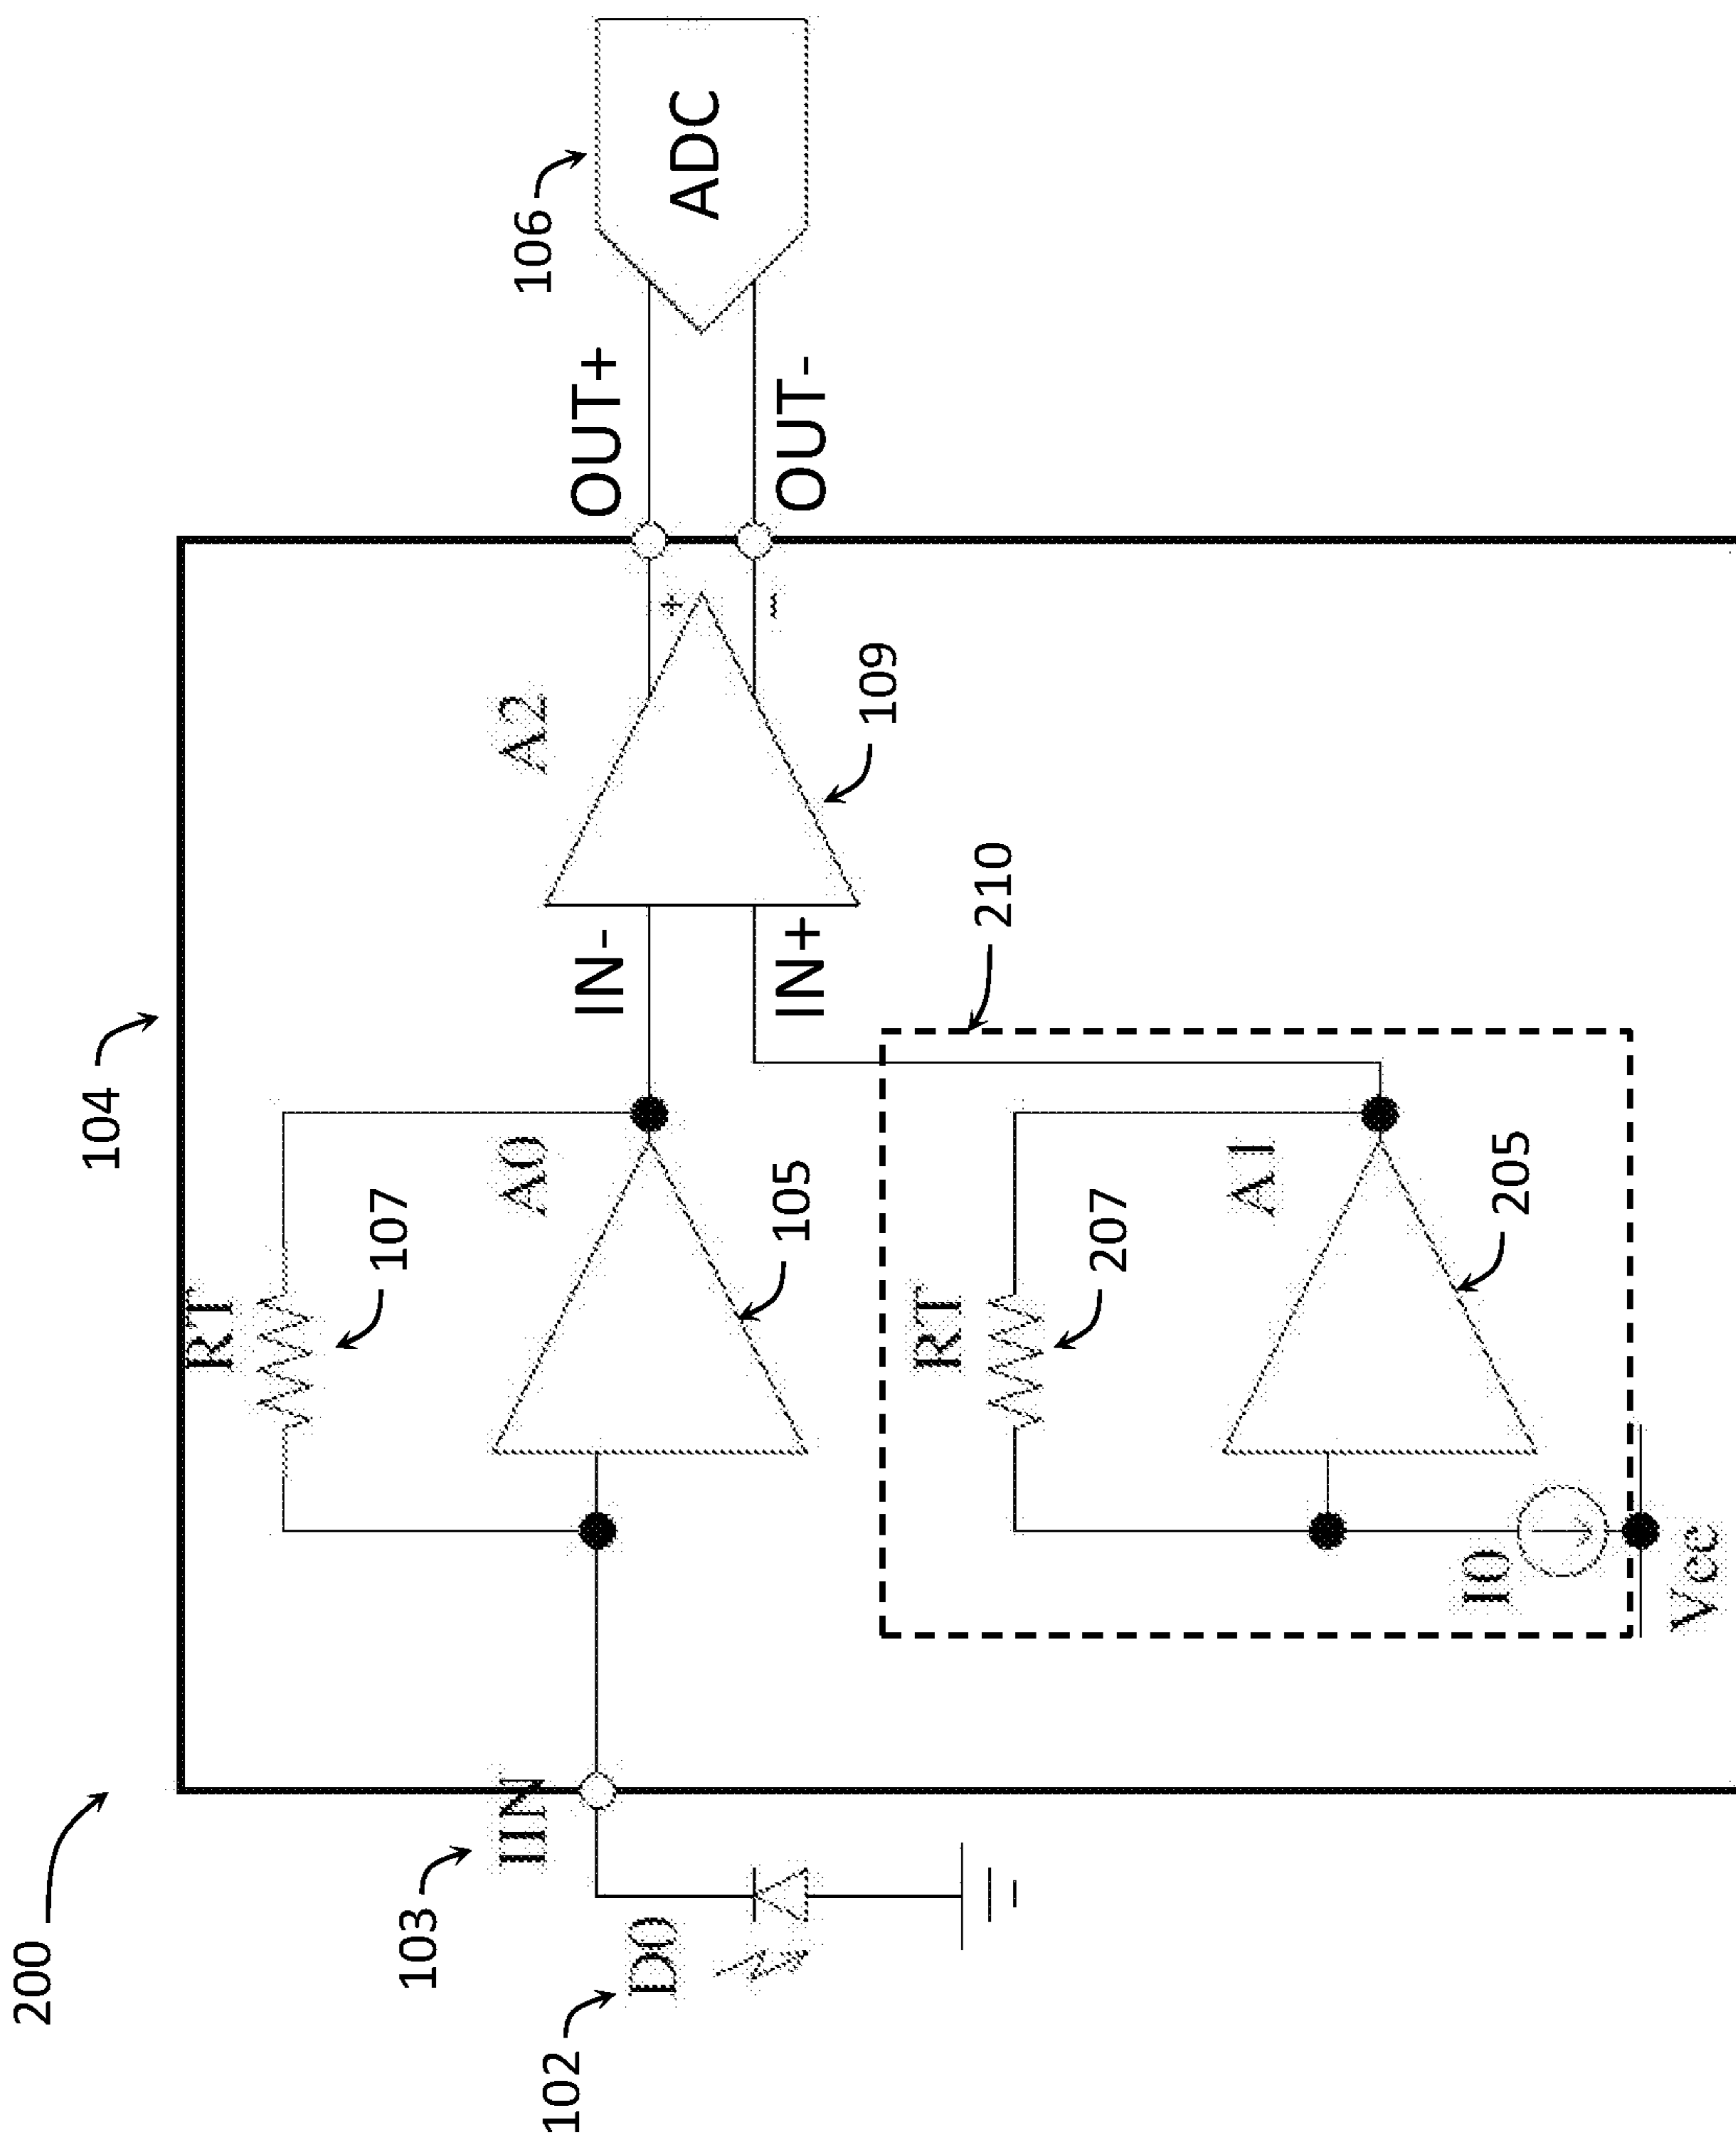 200
104
RT
107
A0
105
IN-
IN+
A2
109
OUT+
OUT-
106
ADC
103
IIN
102
D0
210
RT
207
A1
205
I0
Vcc
+
-